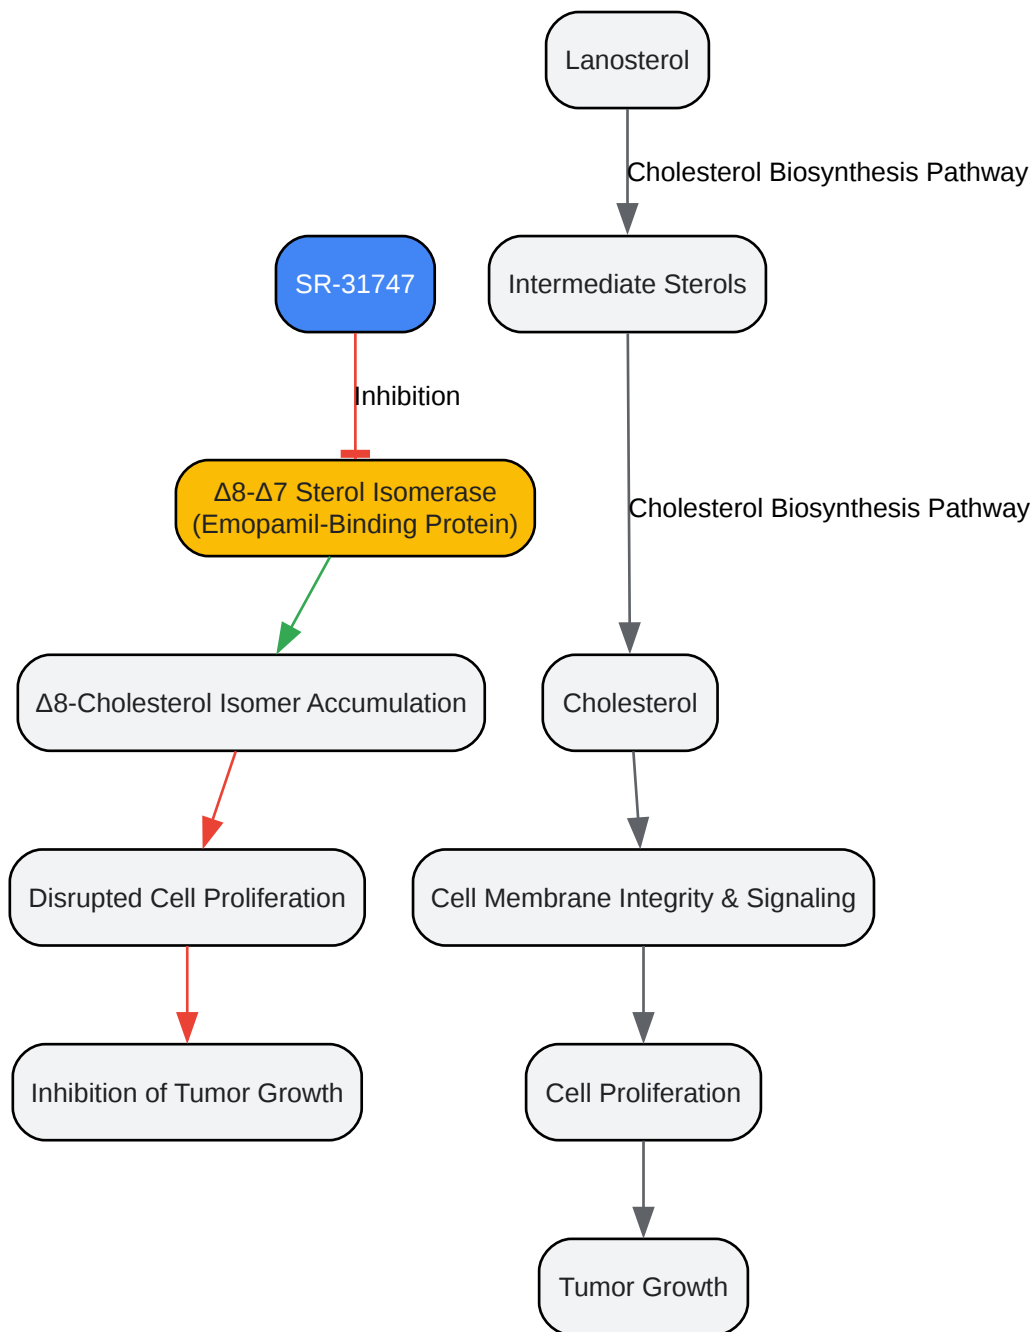 Lanosterol
Cholesterol Biosynthesis Pathway
SR-31747
Intermediate Sterols
Inhibition
Δ8-Δ7 Sterol Isomerase
(Emopamil-Binding Protein)
Cholesterol Biosynthesis Pathway
Δ8-Cholesterol Isomer Accumulation
Cholesterol
Disrupted Cell Proliferation
Cell Membrane Integrity & Signaling
Inhibition of Tumor Growth
Cell Proliferation
Tumor Growth